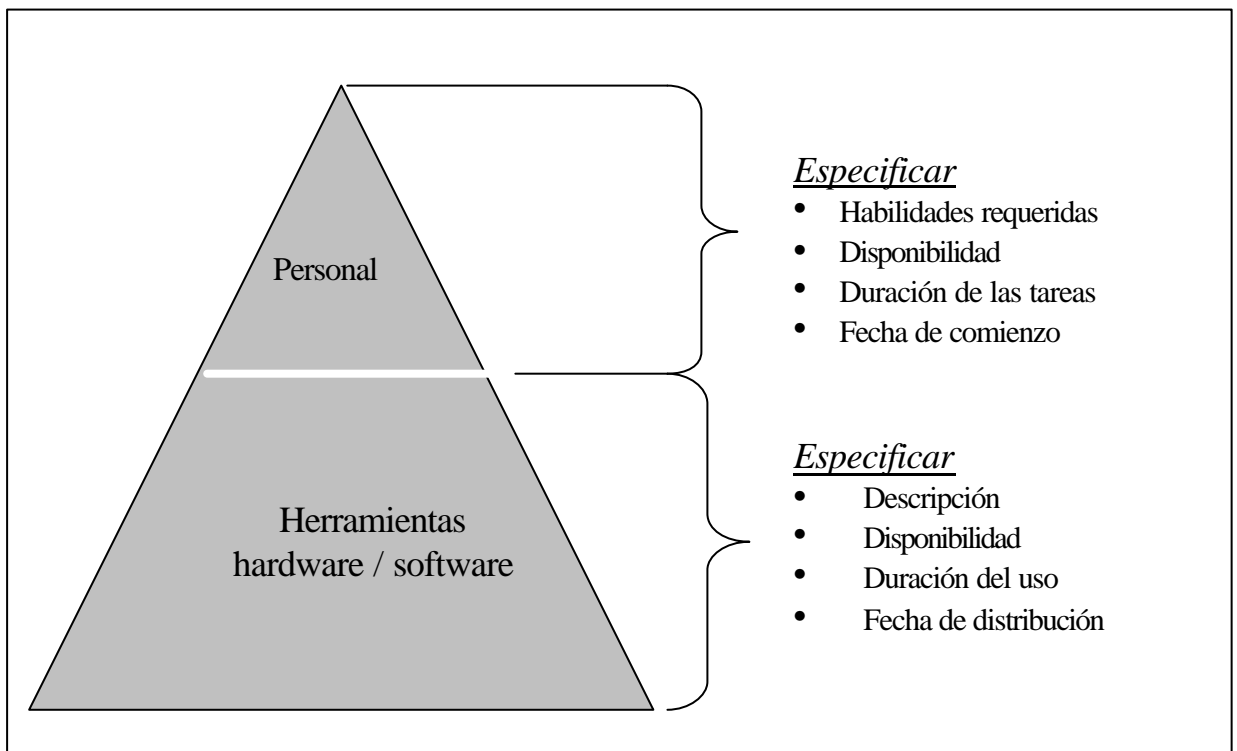 Personal
Herramientas
hardware / software
Especificar
• Habilidades requeridas
• Disponibilidad
• Duración de las tareas
• Fecha de comienzo
Especificar
• Descripción
• Disponibilidad
• Duración del uso
• Fecha de distribución